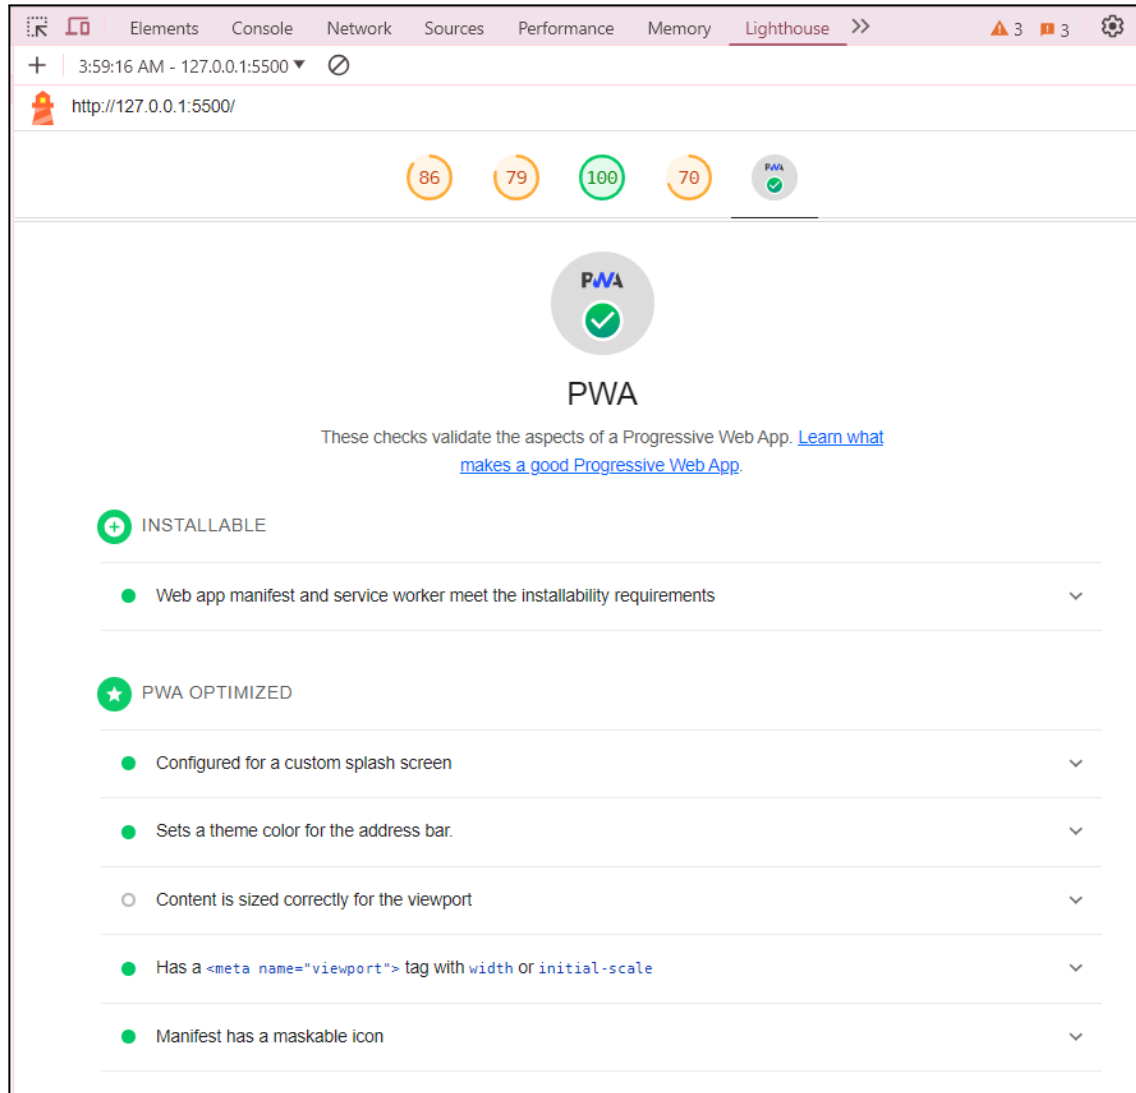 Elements Console Network Sources Performance Memory Lighthouse 3 3
3:59:16 AM - 127.0.0.1:5500
http://127.0.0.1:5500/
86 79 100 70 PWA
PWA
PWA
These checks validate the aspects of a Progressive Web App. Learn what
makes a good Progressive Web App.
INSTALLABLE
Web app manifest and service worker meet the installability requirements
PWA OPTIMIZED
Configured for a custom splash screen
Sets a theme color for the address bar.
Content is sized correctly for the viewport
Has a <meta name="viewport"> tag with width or initial-scale
Manifest has a maskable icon